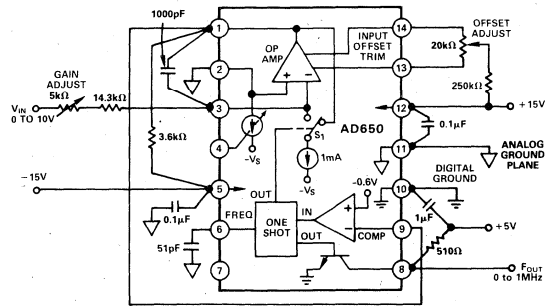 1000pF
1
14
OFFSET
ADJUST
INPUT
OFFSET
TRIM
OP
AMP
20kΩ
GAIN
ADJUST
5kΩ
14.3kΩ
2
13
250kΩ
VIN
0 TO 10V
3
12
+15V
S1
AD650
0.1μF
3.6kΩ
4
-VS
1mA
11
ANALOG
GROUND
PLANE
-15V
-VS
DIGITAL
GROUND
5
OUT
-0.6V
10
0.1μF
FREQ
IN
1μF
+5V
6
ONE
SHOT
OUT
COMP
9
51pF
510Ω
7
8
FOUT
0 to 1MHz